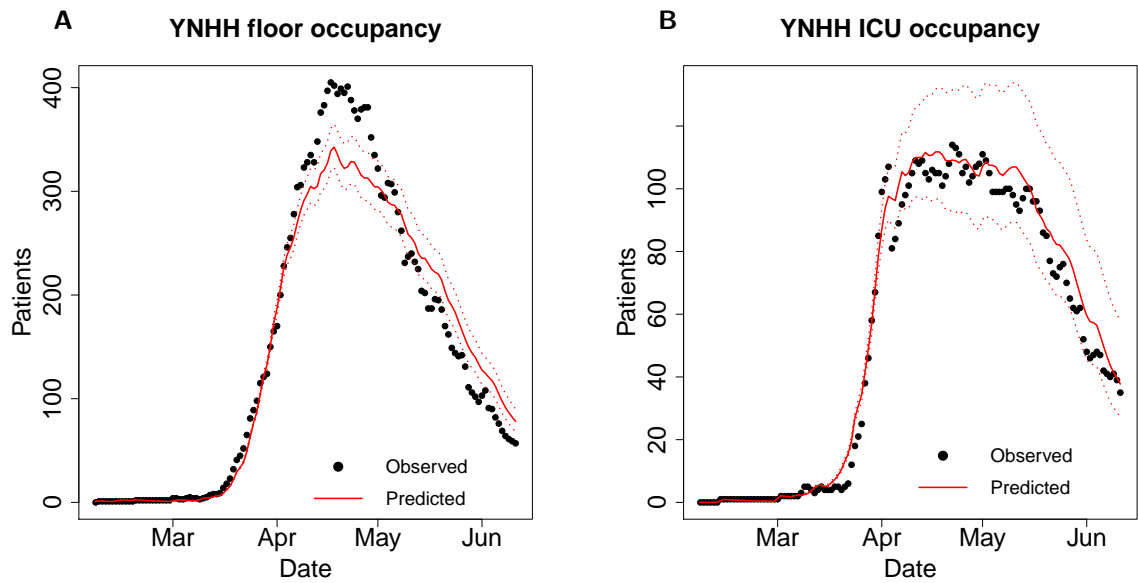 A
YNHH floor occupancy
400
300
200
100
0
Patients
Observed
Predicted
Mar
Apr
May
Jun
Date
B
YNHH ICU occupancy
100
80
60
40
20
0
Patients
Observed
Predicted
Mar
Apr
May
Jun
Date